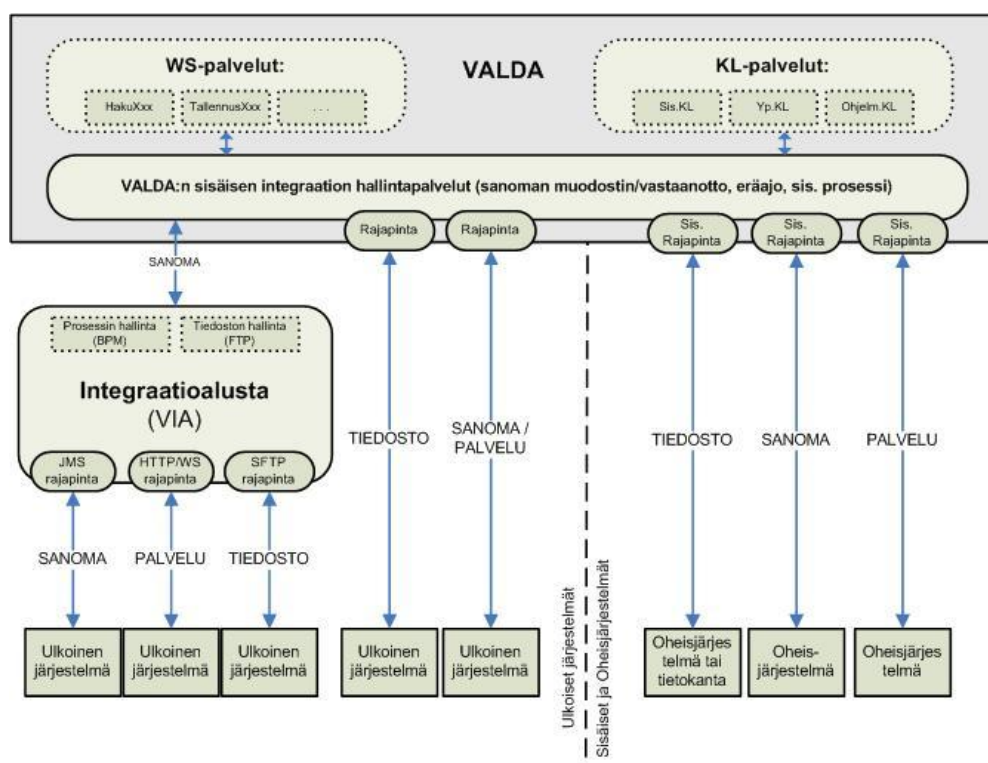 WS-palvelut:
HakuXxx
TallennusXxx
. . .
VALDA
KL-palvelut:
Sis.KL
Yp.KL
Ohjelm.KL
VALDA:n sisäisen integraation hallintapalvelut (sanoman muodostin/vastaanotto, eräajo, sis. prosessi)
Rajapinta
Rajapinta
Sis.
Rajapinta
Sis.
Rajapinta
Sis.
Rajapinta
SANOMA
Prosessin hallinta
(BPM)
Tiedoston hallinta
(FTP)
Integraatioalusta
(VIA)
JMS
rajapinta
HTTP/WS
rajapinta
SFTP
rajapinta
TIEDOSTO
SANOMA /
PALVELU
TIEDOSTO
SANOMA
PALVELU
SANOMA
PALVELU
TIEDOSTO
Ulkoiset järjestelmät
Sisäiset ja Oheisjärjestelmät
Ulkoinen
järjestelmä
Ulkoinen
järjestelmä
Ulkoinen
järjestelmä
Ulkoinen
järjestelmä
Ulkoinen
järjestelmä
Oheisjärjes
telmä tai
tietokanta
Oheis-
järjestelmä
Oheisjärjes
telmä